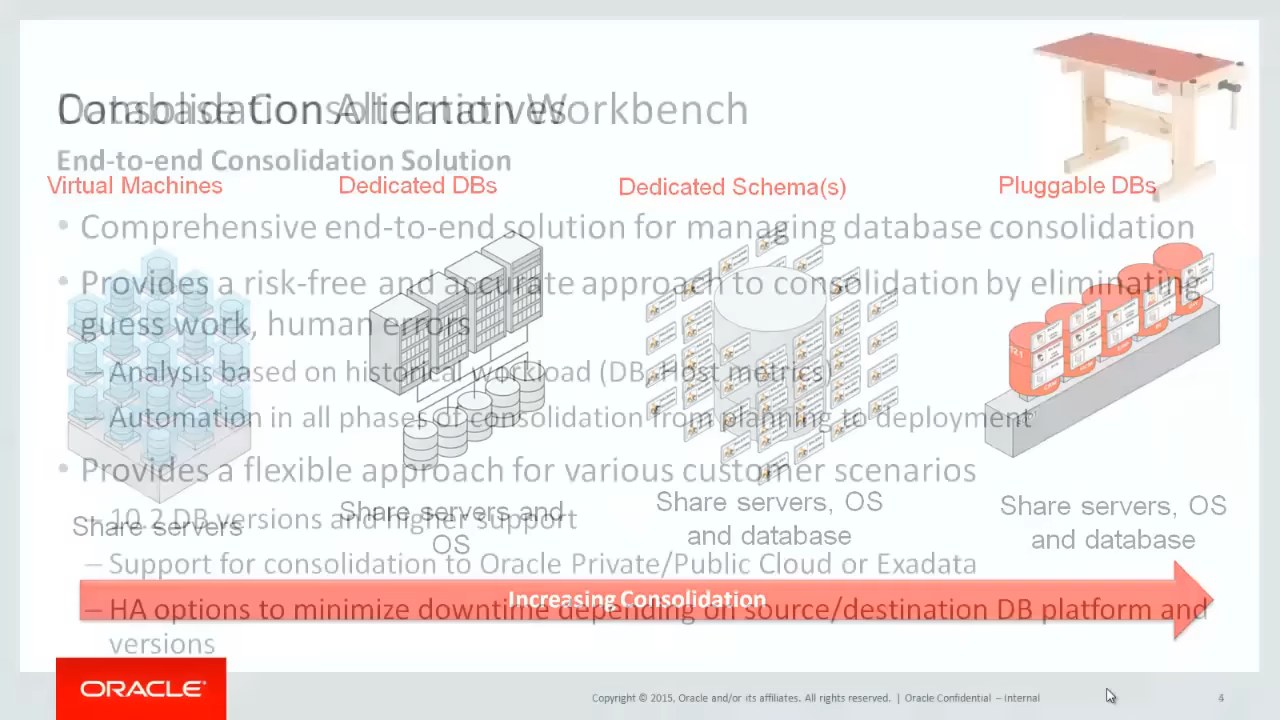 Consolidation Alternatives
Database Consolidation Workbench
End-to-end Consolidation Solution
Virtual Machines
Dedicated DBs
Dedicated Schema(s)
Pluggable DBs
• Comprehensive end-to-end solution for managing database consolidation
• Provides a risk-free and accurate approach to consolidation by eliminating
guess work, human errors
– Analysis based on historical workload (DB, Host metrics)
– Automation in all phases of consolidation from planning to deployment
• Provides a flexible approach for various customer scenarios
Share servers
Share servers and
OS
Share servers, OS
and database
Share servers, OS
and database
– 10.2 DB versions and higher support
– Support for consolidation to Oracle Private/Public Cloud or Exadata
Increasing Consolidation
– HA options to minimize downtime depending on source/destination DB platform and
versions
12.1
ORACLE®
Copyright © 2015, Oracle and/or its affiliates. All rights reserved. | Oracle Confidential – Internal
4